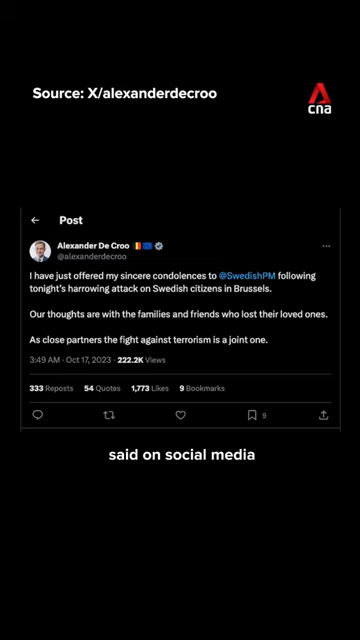 Source: X/alexanderdecroo
cna
Post
Alexander De Croo 🇧🇪🇪🇺
@alexanderdecroo
I have just offered my sincere condolences to @SwedishPM following
tonight's harrowing attack on Swedish citizens in Brussels.
Our thoughts are with the families and friends who lost their loved ones.
As close partners the fight against terrorism is a joint one.
3:49 AM · Oct 17, 2023 · 222.2K Views
333 Reposts 54 Quotes 1,773 Likes 9 Bookmarks
9
said on social media